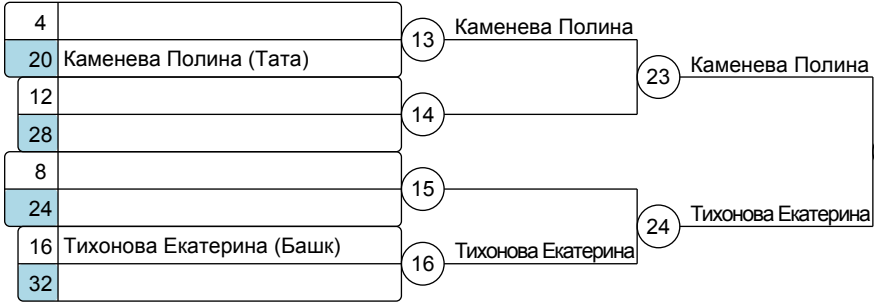 4
13 Каменева Полина
20 Каменева Полина (Тата)
23 Каменева Полина
12
14
28
8
15
24
24 Тихонова Екатерина
16 Тихонова Екатерина (Башк)
16 Тихонова Екатерина
32